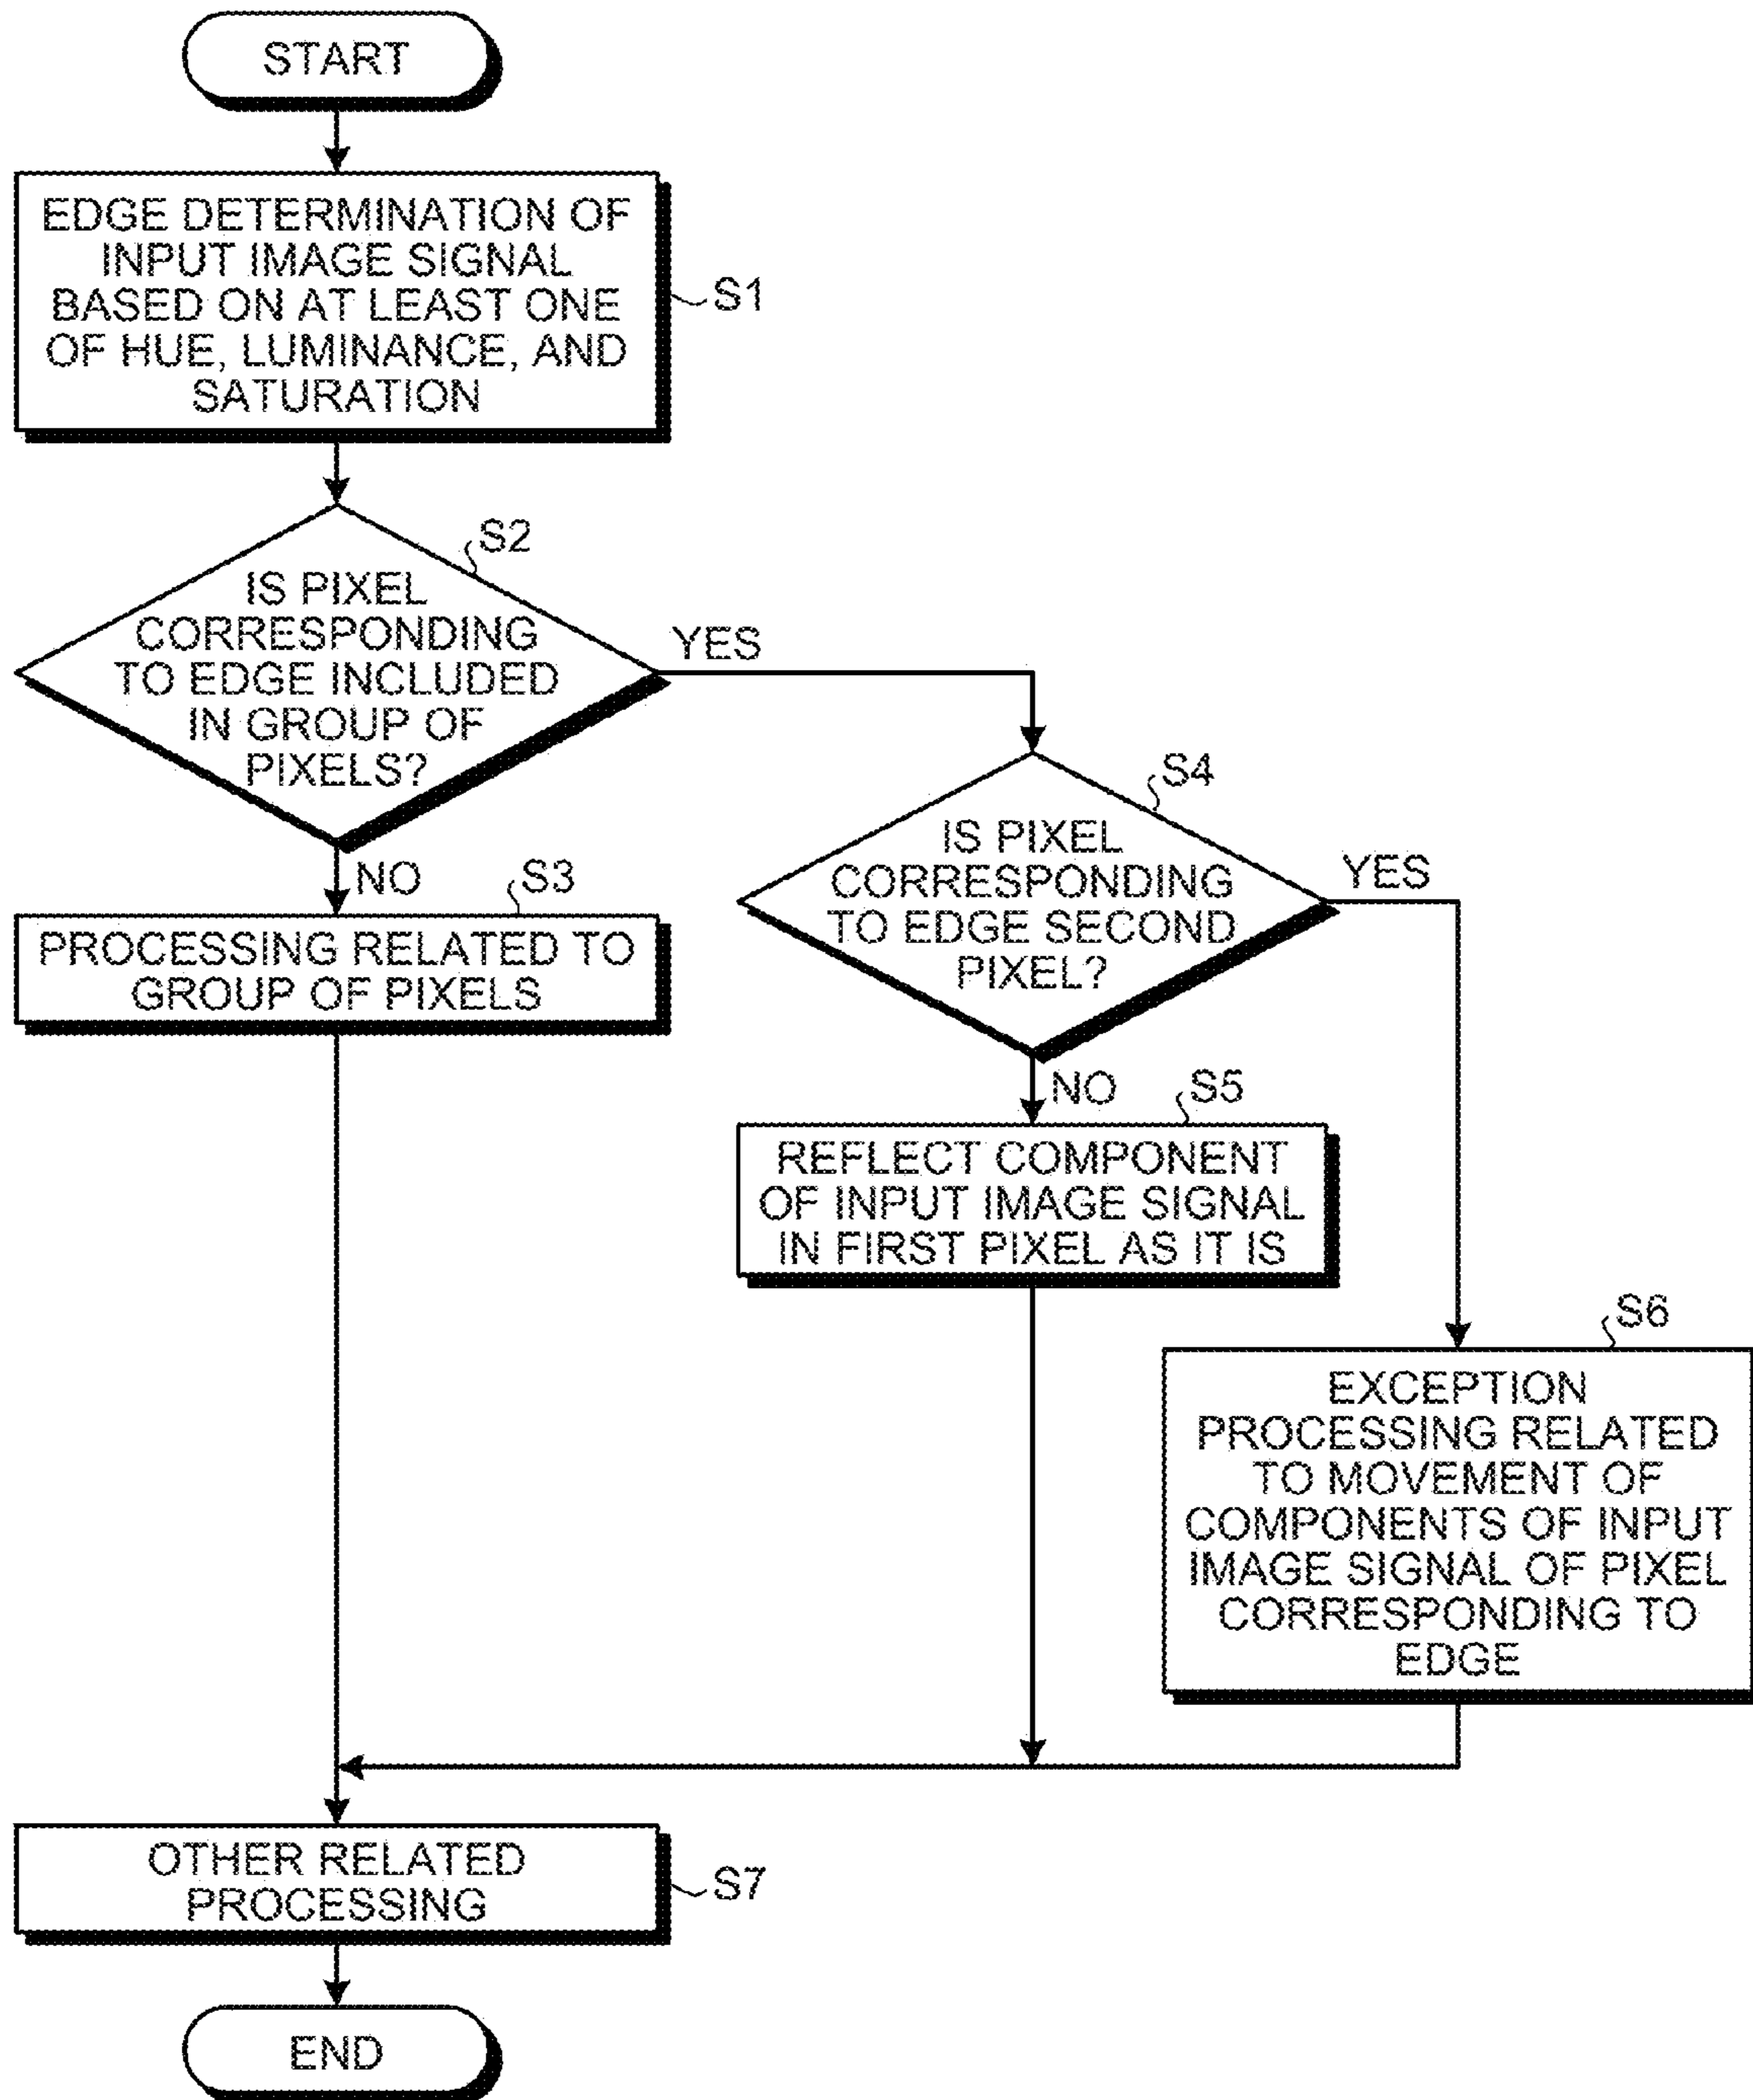 START
EDGE DETERMINATION OF
INPUT IMAGE SIGNAL
BASED ON AT LEAST ONE
OF HUE, LUMINANCE, AND
SATURATION
S1
S2
IS PIXEL
CORRESPONDING
TO EDGE INCLUDED
IN GROUP OF
PIXELS?
YES
NO
S3
PROCESSING RELATED TO
GROUP OF PIXELS
S4
IS PIXEL
CORRESPONDING
TO EDGE SECOND
PIXEL?
YES
NO
S5
REFLECT COMPONENT
OF INPUT IMAGE SIGNAL
IN FIRST PIXEL AS IT IS
S6
EXCEPTION
PROCESSING RELATED
TO MOVEMENT OF
COMPONENTS OF INPUT
IMAGE SIGNAL OF PIXEL
CORRESPONDING TO
EDGE
OTHER RELATED
PROCESSING
S7
END